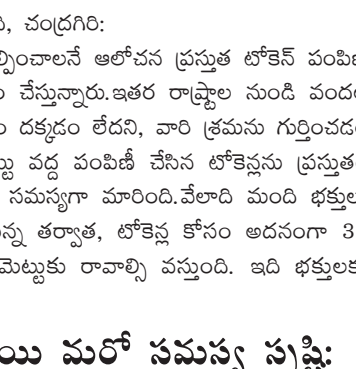 ది, చంద్రగిరి:
ల్పించాలనే ఆలోచన ప్రస్తుత టోకెన్ పంపిణ
ం చేస్తున్నారు.ఇతర రాష్ట్రాల నుండి వందల
ం దక్కడం లేదని, వారి శ్రమను గుర్తించడం
ట్టు వద్ద పంపిణీ చేసిన టోకెన్లను ప్రస్తుత
సమస్యగా మారింది.వేలాది మంది భక్తుల
న్న తర్వాత, టోకెన్ల కోసం అదనంగా 3
మెట్టుకు రావాల్సి వస్తుంది. ఇది భక్తులక
యి మరో సమస్య సృష్టి: